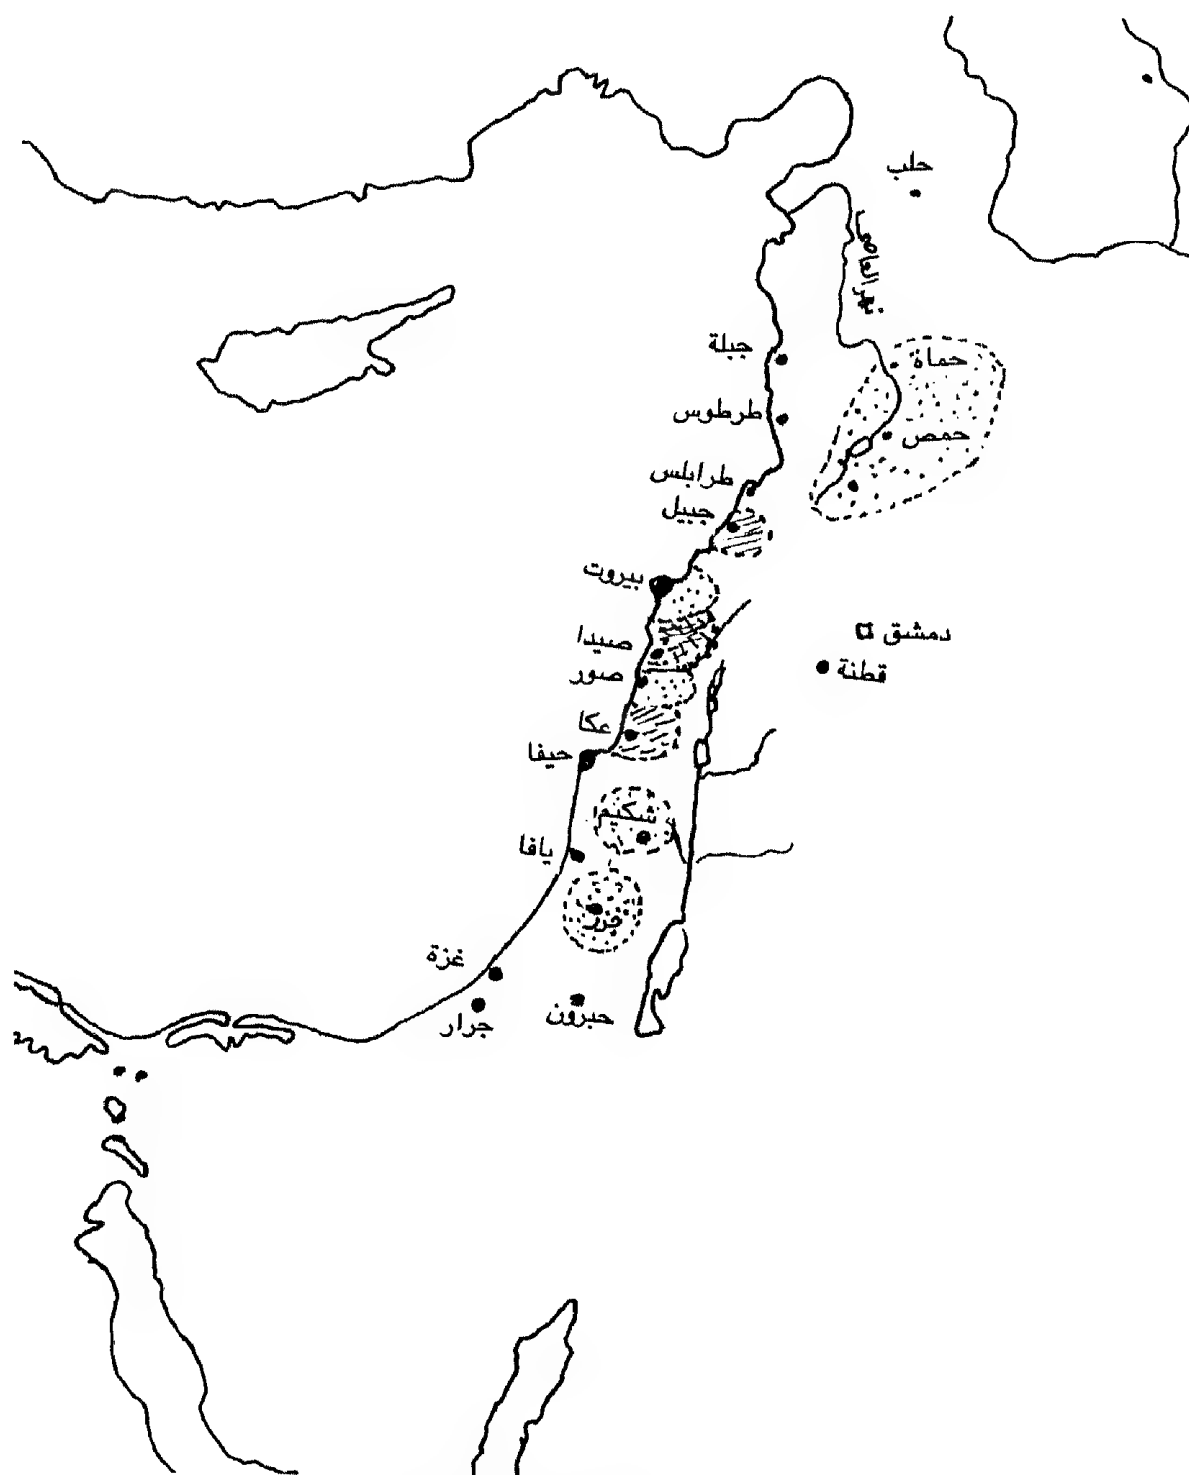 حلب
نهر العاصي
جبلة
حماة
طرطوس
حمص
طرابلس
جبيل
بيروت
دمشق
صيدا
قطنة
صور
عكا
حيفا
شكيم
يافا
جزر
غزة
حبرون
جرار